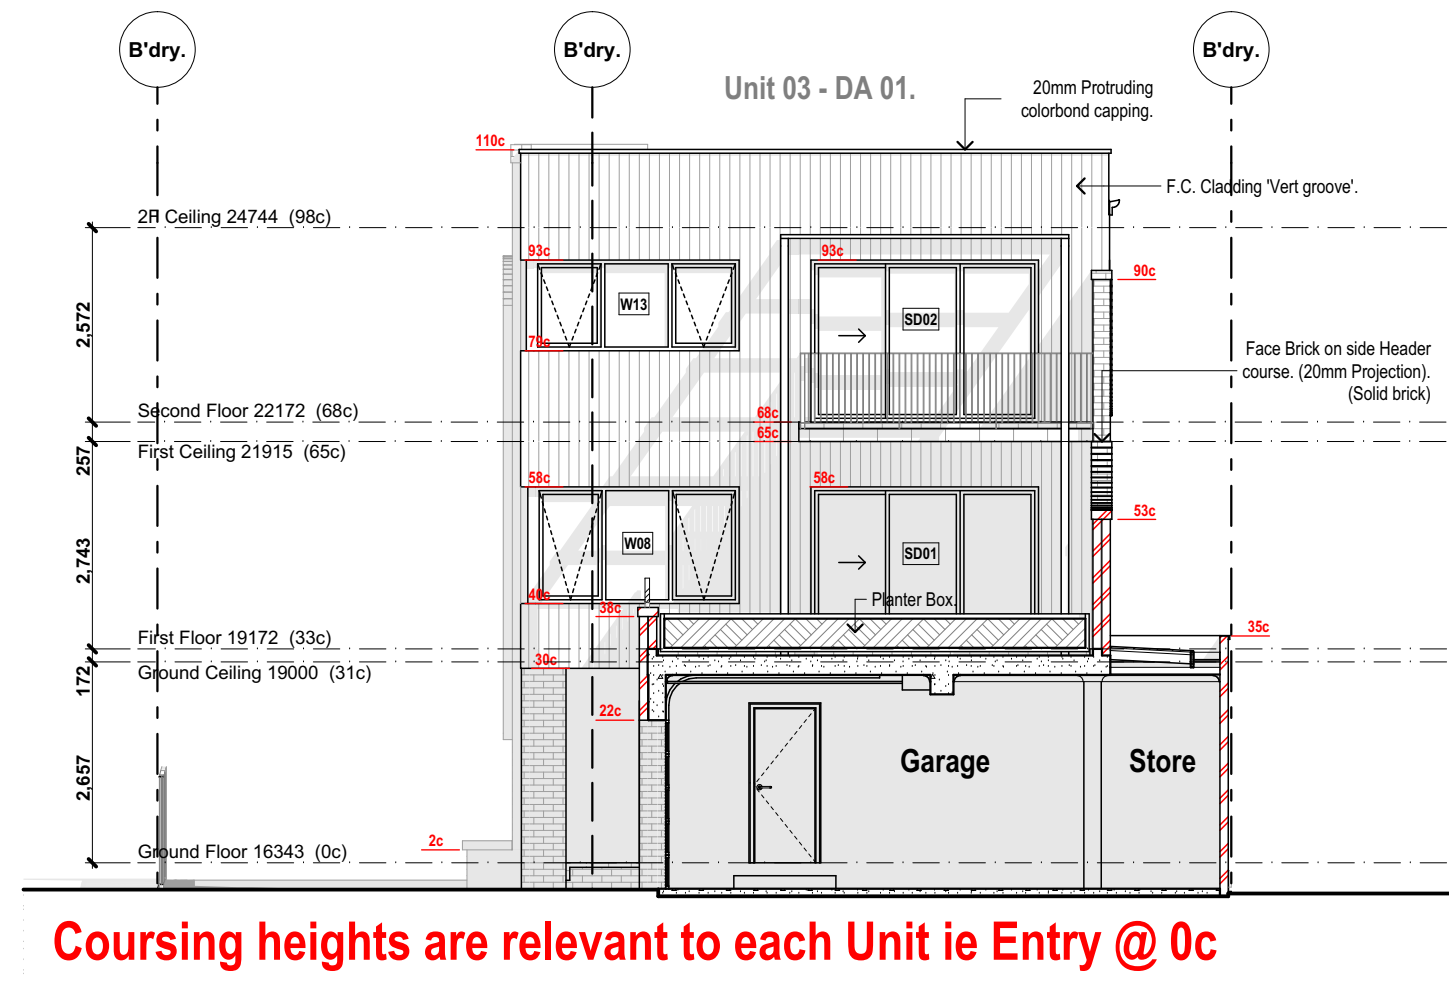 B'dry.
B'dry.
B'dry.
Unit 03 - DA 01.
20mm Protruding
colorbond capping.
110c
F.C. Cladding 'Vert groove'.
2F Ceiling 24744 (98c)
93c
93c
90c
W13
SD02
2,572
79c
Face Brick on side Header
course. (20mm Projection).
(Solid brick)
Second Floor 22172 (68c)
68c
65c
First Ceiling 21915 (65c)
257
58c
58c
53c
W08
SD01
2,743
40c
38c
Planter Box.
35c
First Floor 19172 (33c)
30c
Ground Ceiling 19000 (31c)
172
22c
Garage
Store
2,657
2c
Ground Floor 16343 (0c)
Coursing heights are relevant to each Unit ie Entry @ 0c